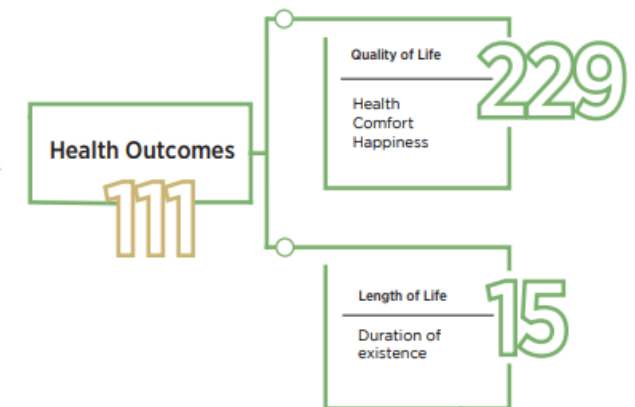 Health Outcomes
111
Quality of Life
229
Health
Comfort
Happiness
Length of Life
15
Duration of
existence